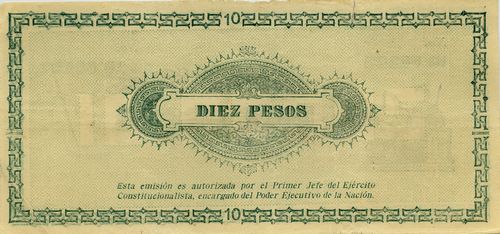 10
DIEZ PESOS
Esta emisión es autorizada por el Primer Jefe del Ejército
Constitucionalista, encargado del Poder Ejecutivo de la Nación.
10